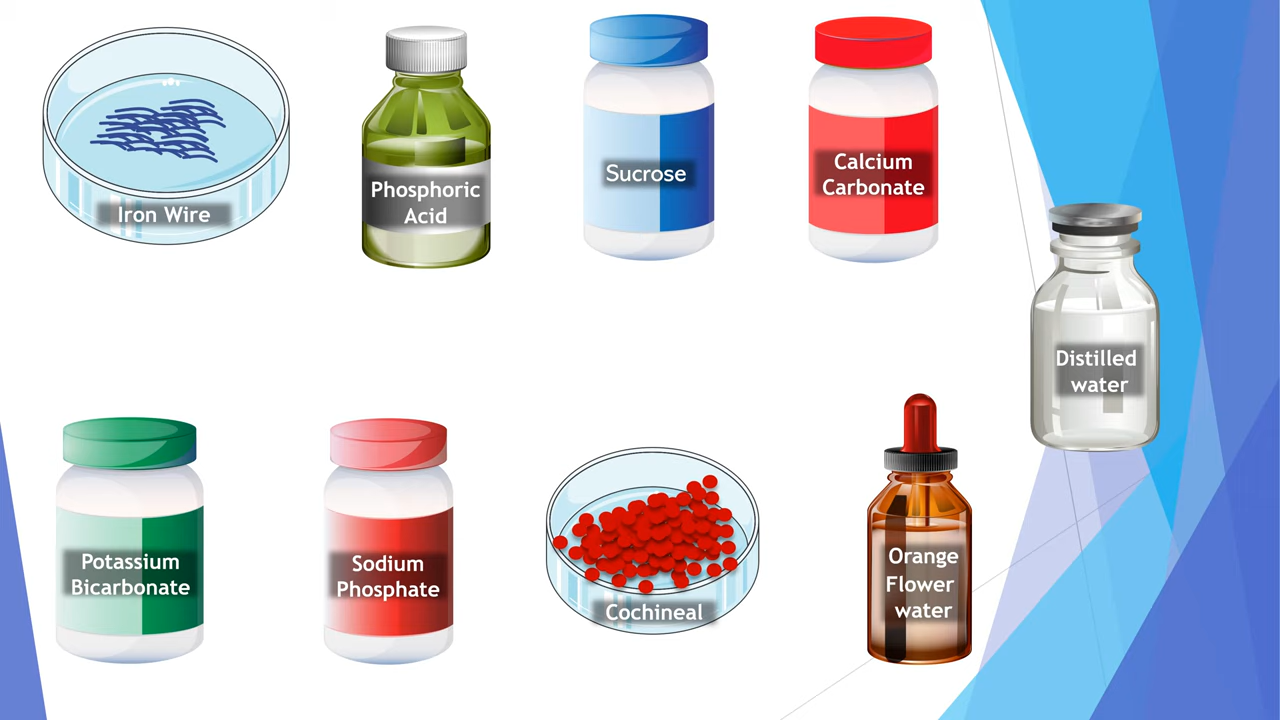 Iron Wire
Phosphoric
Acid
Sucrose
Calcium
Carbonate
Distilled
water
Potassium
Bicarbonate
Sodium
Phosphate
Cochineal
Orange
Flower
water